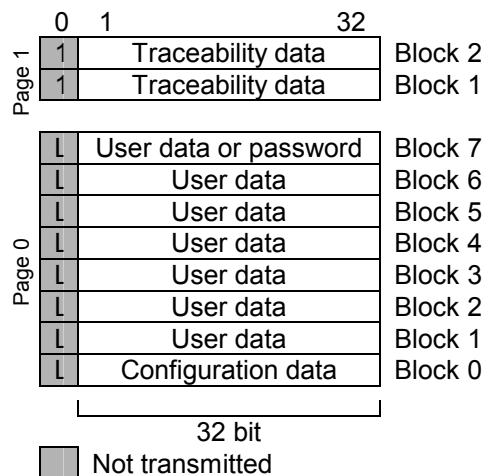 0 1 32
Page 1
1 Traceability data Block 2
1 Traceability data Block 1
Page 0
L User data or password Block 7
L User data Block 6
L User data Block 5
L User data Block 4
L User data Block 3
L User data Block 2
L User data Block 1
L Configuration data Block 0
32 bit
Not transmitted